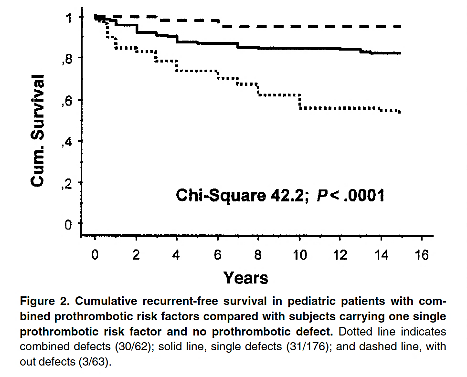 1
,8
,6
,4
,2
0
Cum. Survival
Chi-Square 42.2; P< .0001
0 2 4 6 8 10 12 14 16
Years
Figure 2. Cumulative recurrent-free survival in pediatric patients with com-
bined prothrombotic risk factors compared with subjects carrying one single
prothrombotic risk factor and no prothrombotic defect. Dotted line indicates
combined defects (30/62); solid line, single defects (31/176); and dashed line, with
out defects (3/63).